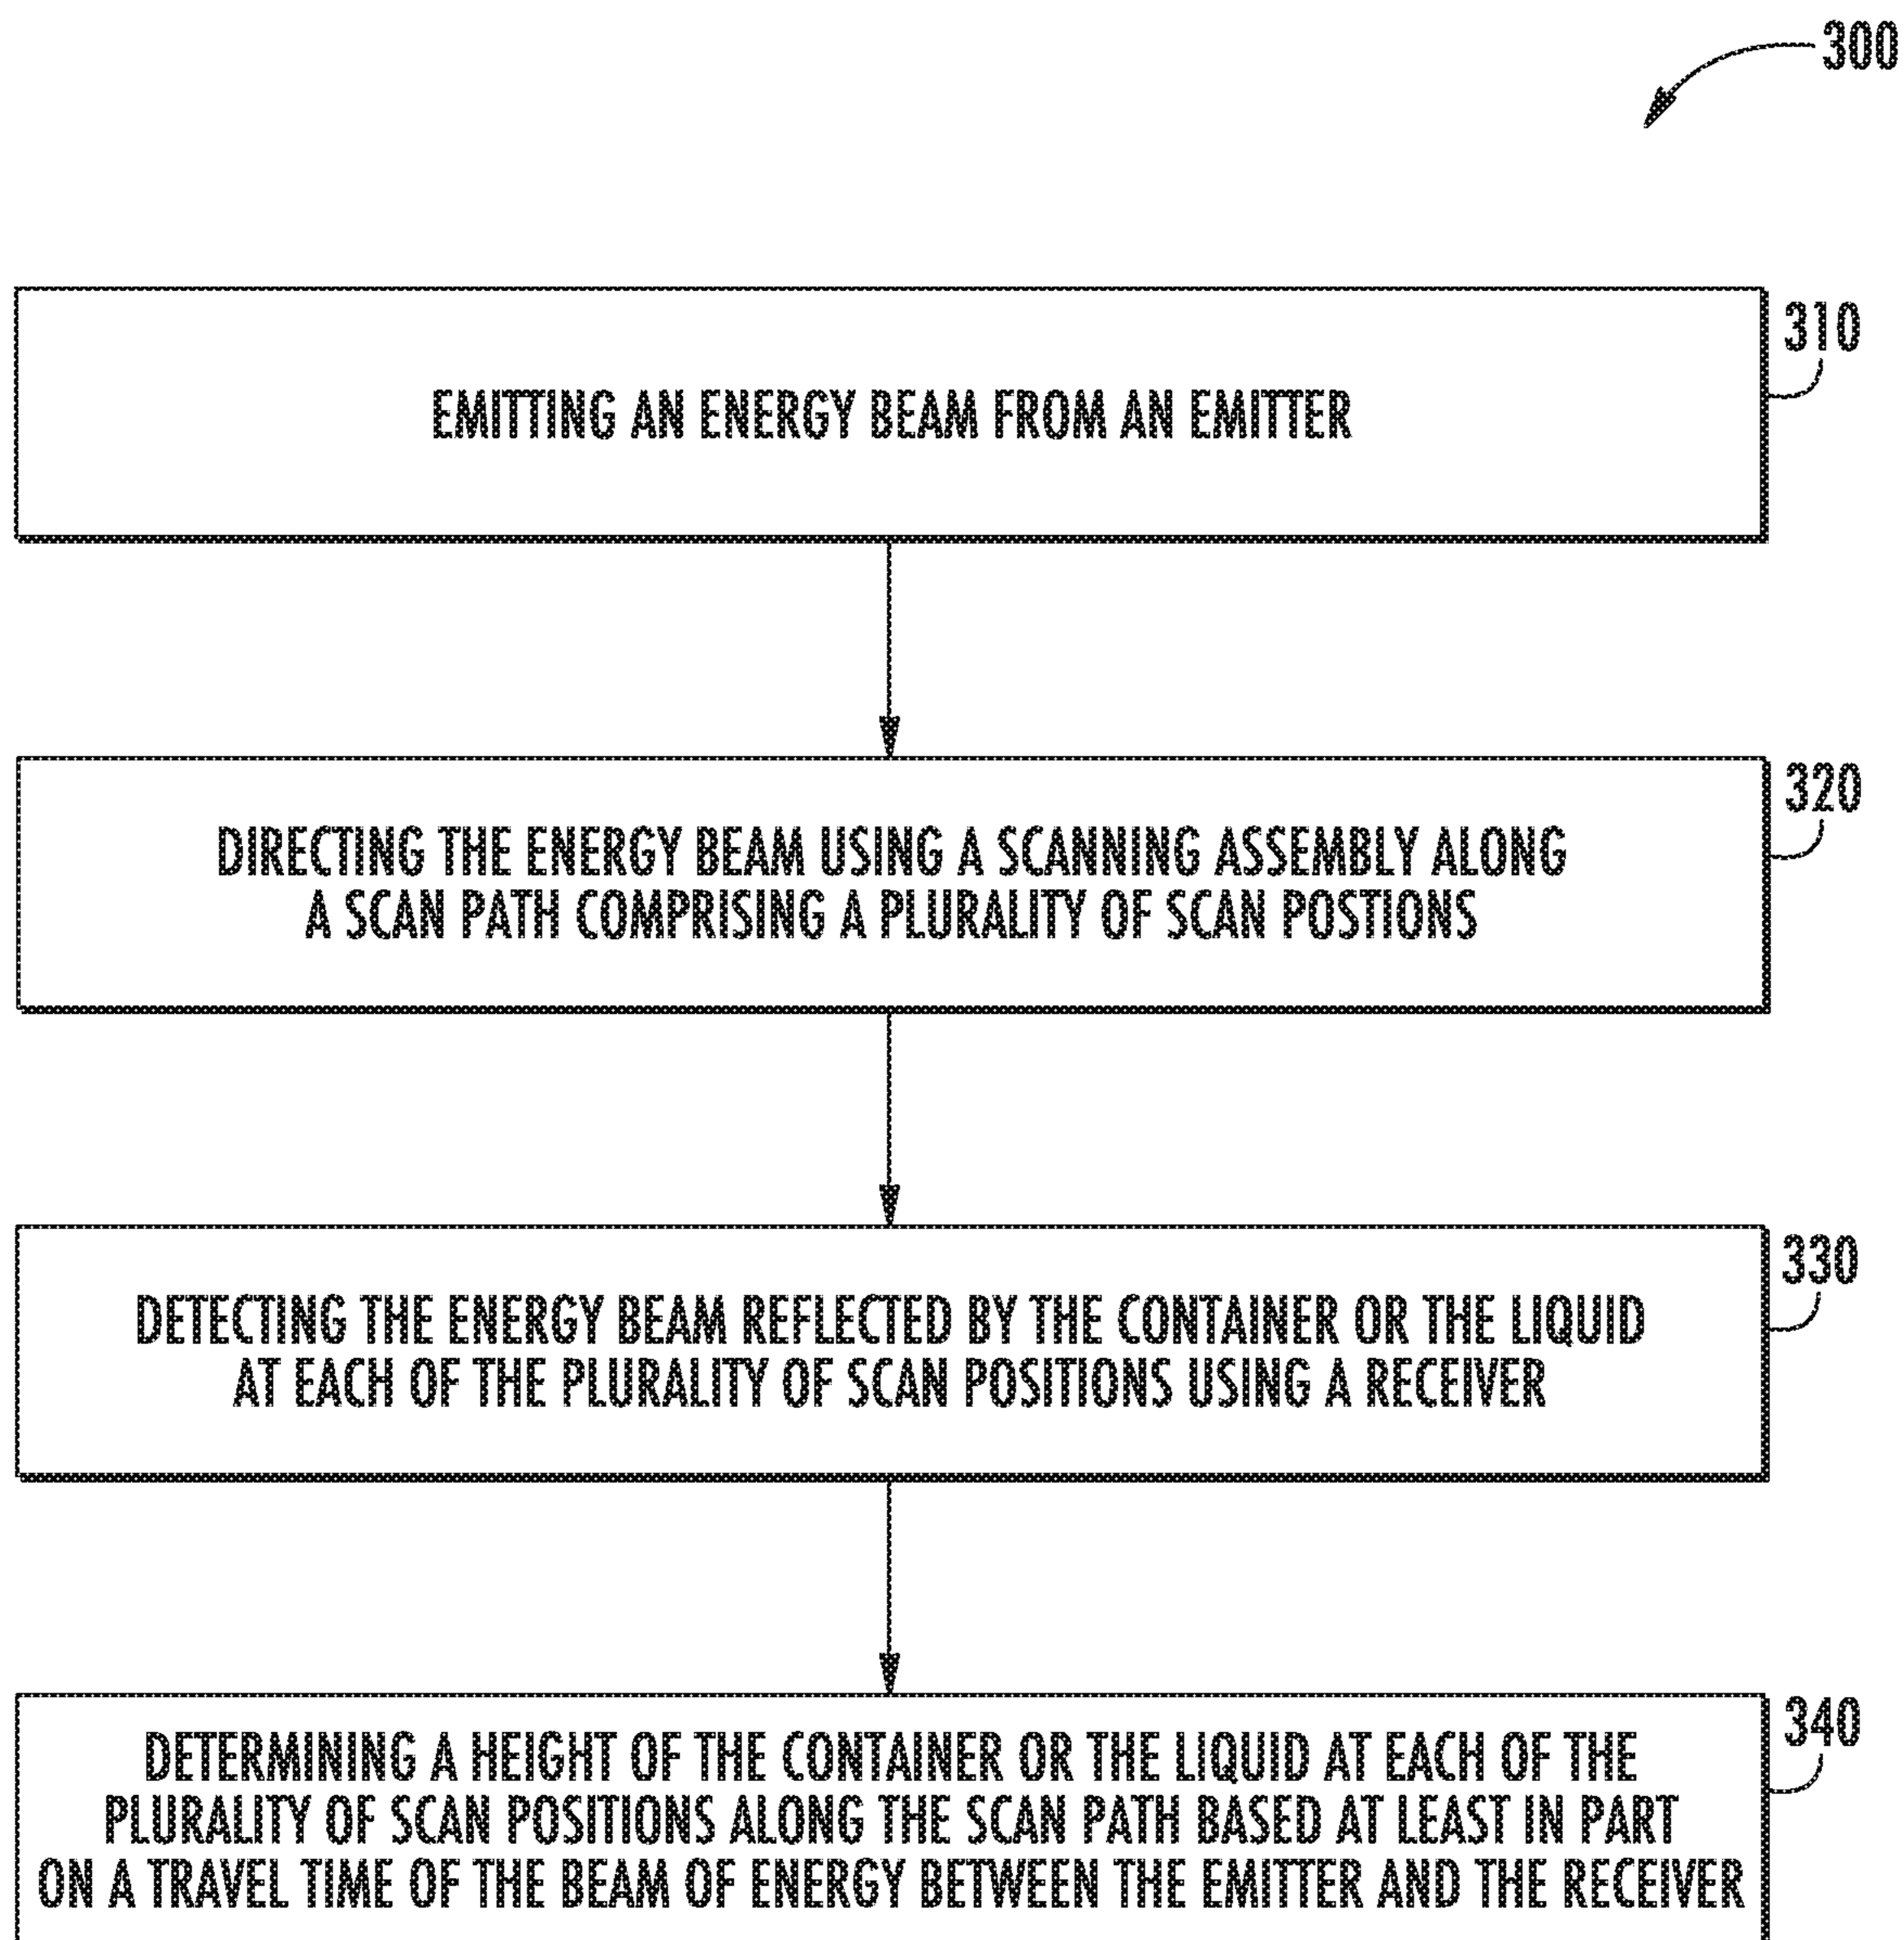 300
310
EMITTING AN ENERGY BEAM FROM AN EMITTER
320
DIRECTING THE ENERGY BEAM USING A SCANNING ASSEMBLY ALONG
A SCAN PATH COMPRISING A PLURALITY OF SCAN POSTIONS
330
DETECTING THE ENERGY BEAM REFLECTED BY THE CONTAINER OR THE LIQUID
AT EACH OF THE PLURALITY OF SCAN POSITIONS USING A RECEIVER
340
DETERMINING A HEIGHT OF THE CONTAINER OR THE LIQUID AT EACH OF THE
PLURALITY OF SCAN POSITIONS ALONG THE SCAN PATH BASED AT LEAST IN PART
ON A TRAVEL TIME OF THE BEAM OF ENERGY BETWEEN THE EMITTER AND THE RECEIVER